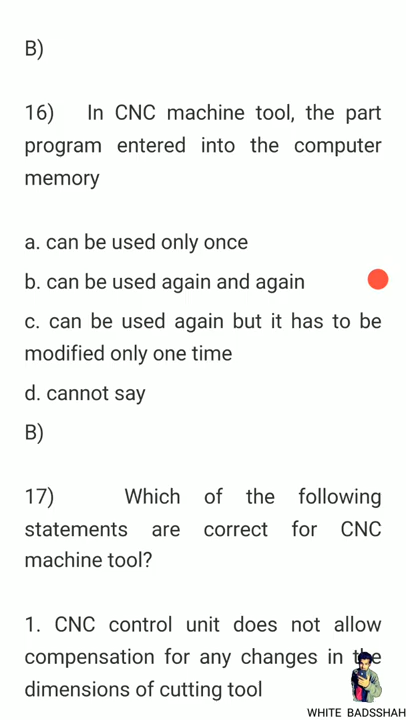 B)
16) In CNC machine tool, the part
program entered into the computer
memory
a. can be used only once
b. can be used again and again
c. can be used again but it has to be
modified only one time
d. cannot say
B)
17) Which of the following
statements are correct for CNC
machine tool?
1. CNC control unit does not allow
compensation for any changes in the
dimensions of cutting tool
WHITE BADSSHAH